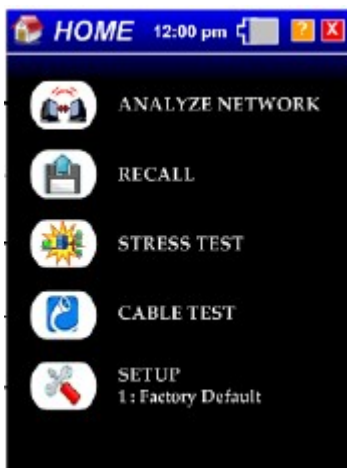 HOME 12:00 pm ? X
ANALYZE NETWORK
RECALL
STRESS TEST
CABLE TEST
SETUP
1 : Factory Default